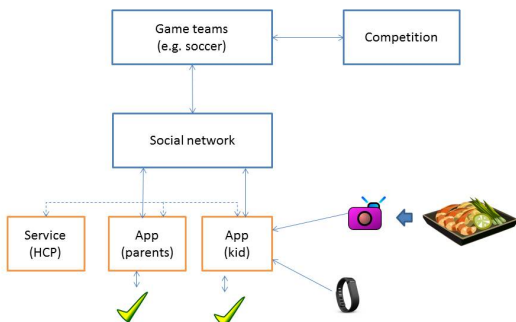 Game teams
(e.g. soccer)
Competition
Social network
Service
(HCP)
App
(parents)
App
(kid)